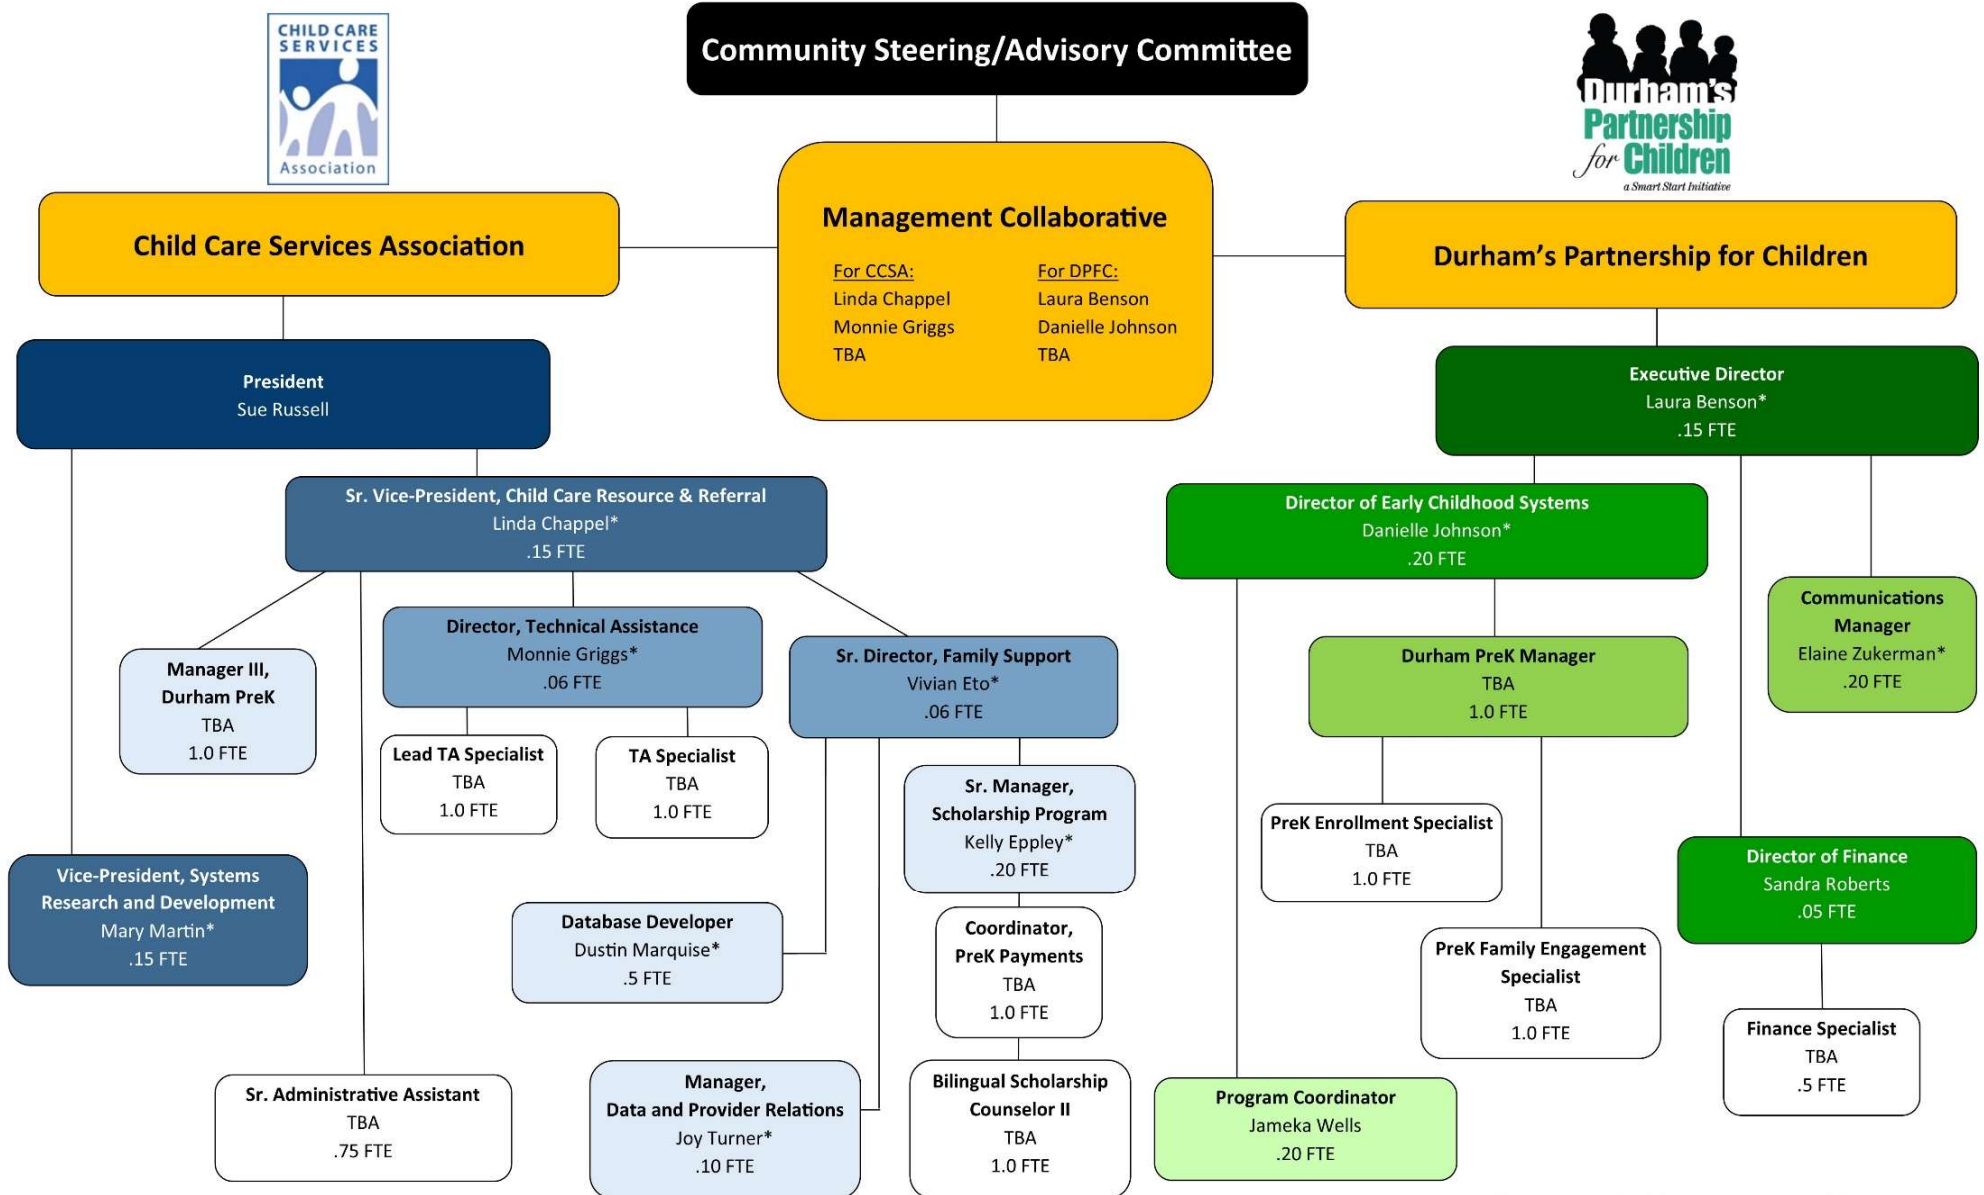 CHILD CARE
SERVICES
Association
Community Steering/Advisory Committee
Durham's
Partnership
for Children
a Smart Start Initiative
Child Care Services Association
Management Collaborative
For CCSA:
Linda Chappel
Monnie Griggs
TBA
For DPFC:
Laura Benson
Danielle Johnson
TBA
Durham’s Partnership for Children
President
Sue Russell
Executive Director
Laura Benson*
.15 FTE
Sr. Vice-President, Child Care Resource & Referral
Linda Chappel*
.15 FTE
Director of Early Childhood Systems
Danielle Johnson*
.20 FTE
Communications
Manager
Elaine Zukerman*
.20 FTE
Manager III,
Durham PreK
TBA
1.0 FTE
Director, Technical Assistance
Monnie Griggs*
.06 FTE
Sr. Director, Family Support
Vivian Eto*
.06 FTE
Durham PreK Manager
TBA
1.0 FTE
Lead TA Specialist
TBA
1.0 FTE
TA Specialist
TBA
1.0 FTE
Sr. Manager,
Scholarship Program
Kelly Eppley*
.20 FTE
PreK Enrollment Specialist
TBA
1.0 FTE
Director of Finance
Sandra Roberts
.05 FTE
Vice-President, Systems
Research and Development
Mary Martin*
.15 FTE
Database Developer
Dustin Marquise*
.5 FTE
Coordinator,
PreK Payments
TBA
1.0 FTE
PreK Family Engagement
Specialist
TBA
1.0 FTE
Finance Specialist
TBA
.5 FTE
Sr. Administrative Assistant
TBA
.75 FTE
Manager,
Data and Provider Relations
Joy Turner*
.10 FTE
Bilingual Scholarship
Counselor II
TBA
1.0 FTE
Program Coordinator
Jameka Wells
.20 FTE